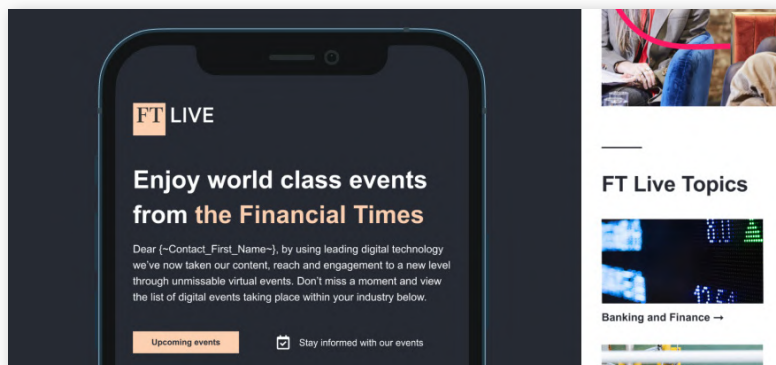 FT LIVE
Enjoy world class events
from the Financial Times
Dear {~Contact_First_Name~}, by using leading digital technology
we've now taken our content, reach and engagement to a new level
through unmissable virtual events. Don't miss a moment and view
the list of digital events taking place within your industry below.
Upcoming events
Stay informed with our events
FT Live Topics
Banking and Finance →